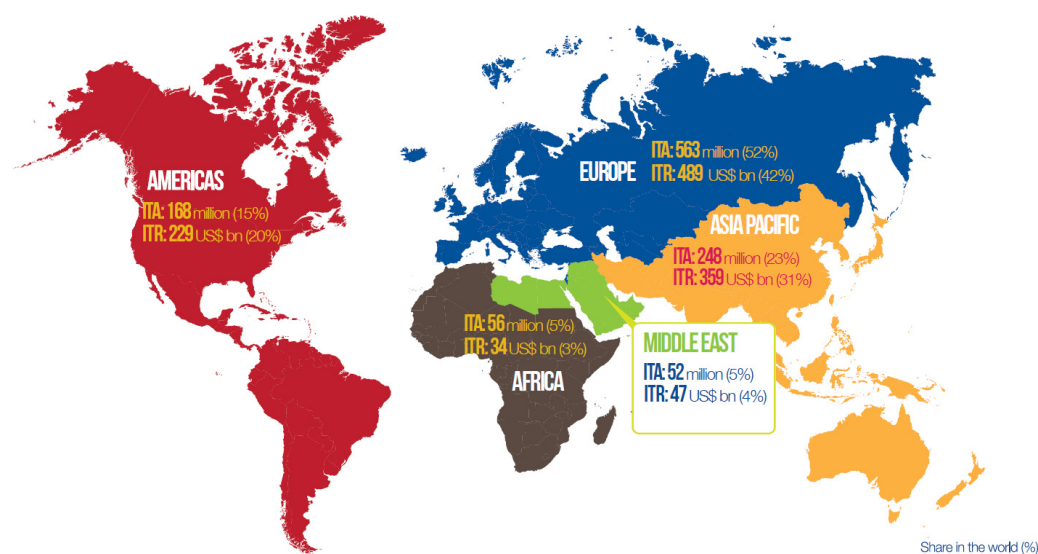 AMERICAS
ITA: 168 million (15%)
ITR: 229 US$ bn (20%)
EUROPE
ITA: 563 million (52%)
ITR: 489 US$ bn (42%)
ASIA PACIFIC
ITA: 248 million (23%)
ITR: 359 US$ bn (31%)
ITA: 56 million (5%)
ITR: 34 US$ bn (3%)
AFRICA
MIDDLE EAST
ITA: 52 million (5%)
ITR: 47 US$ bn (4%)
Share in the world (%)